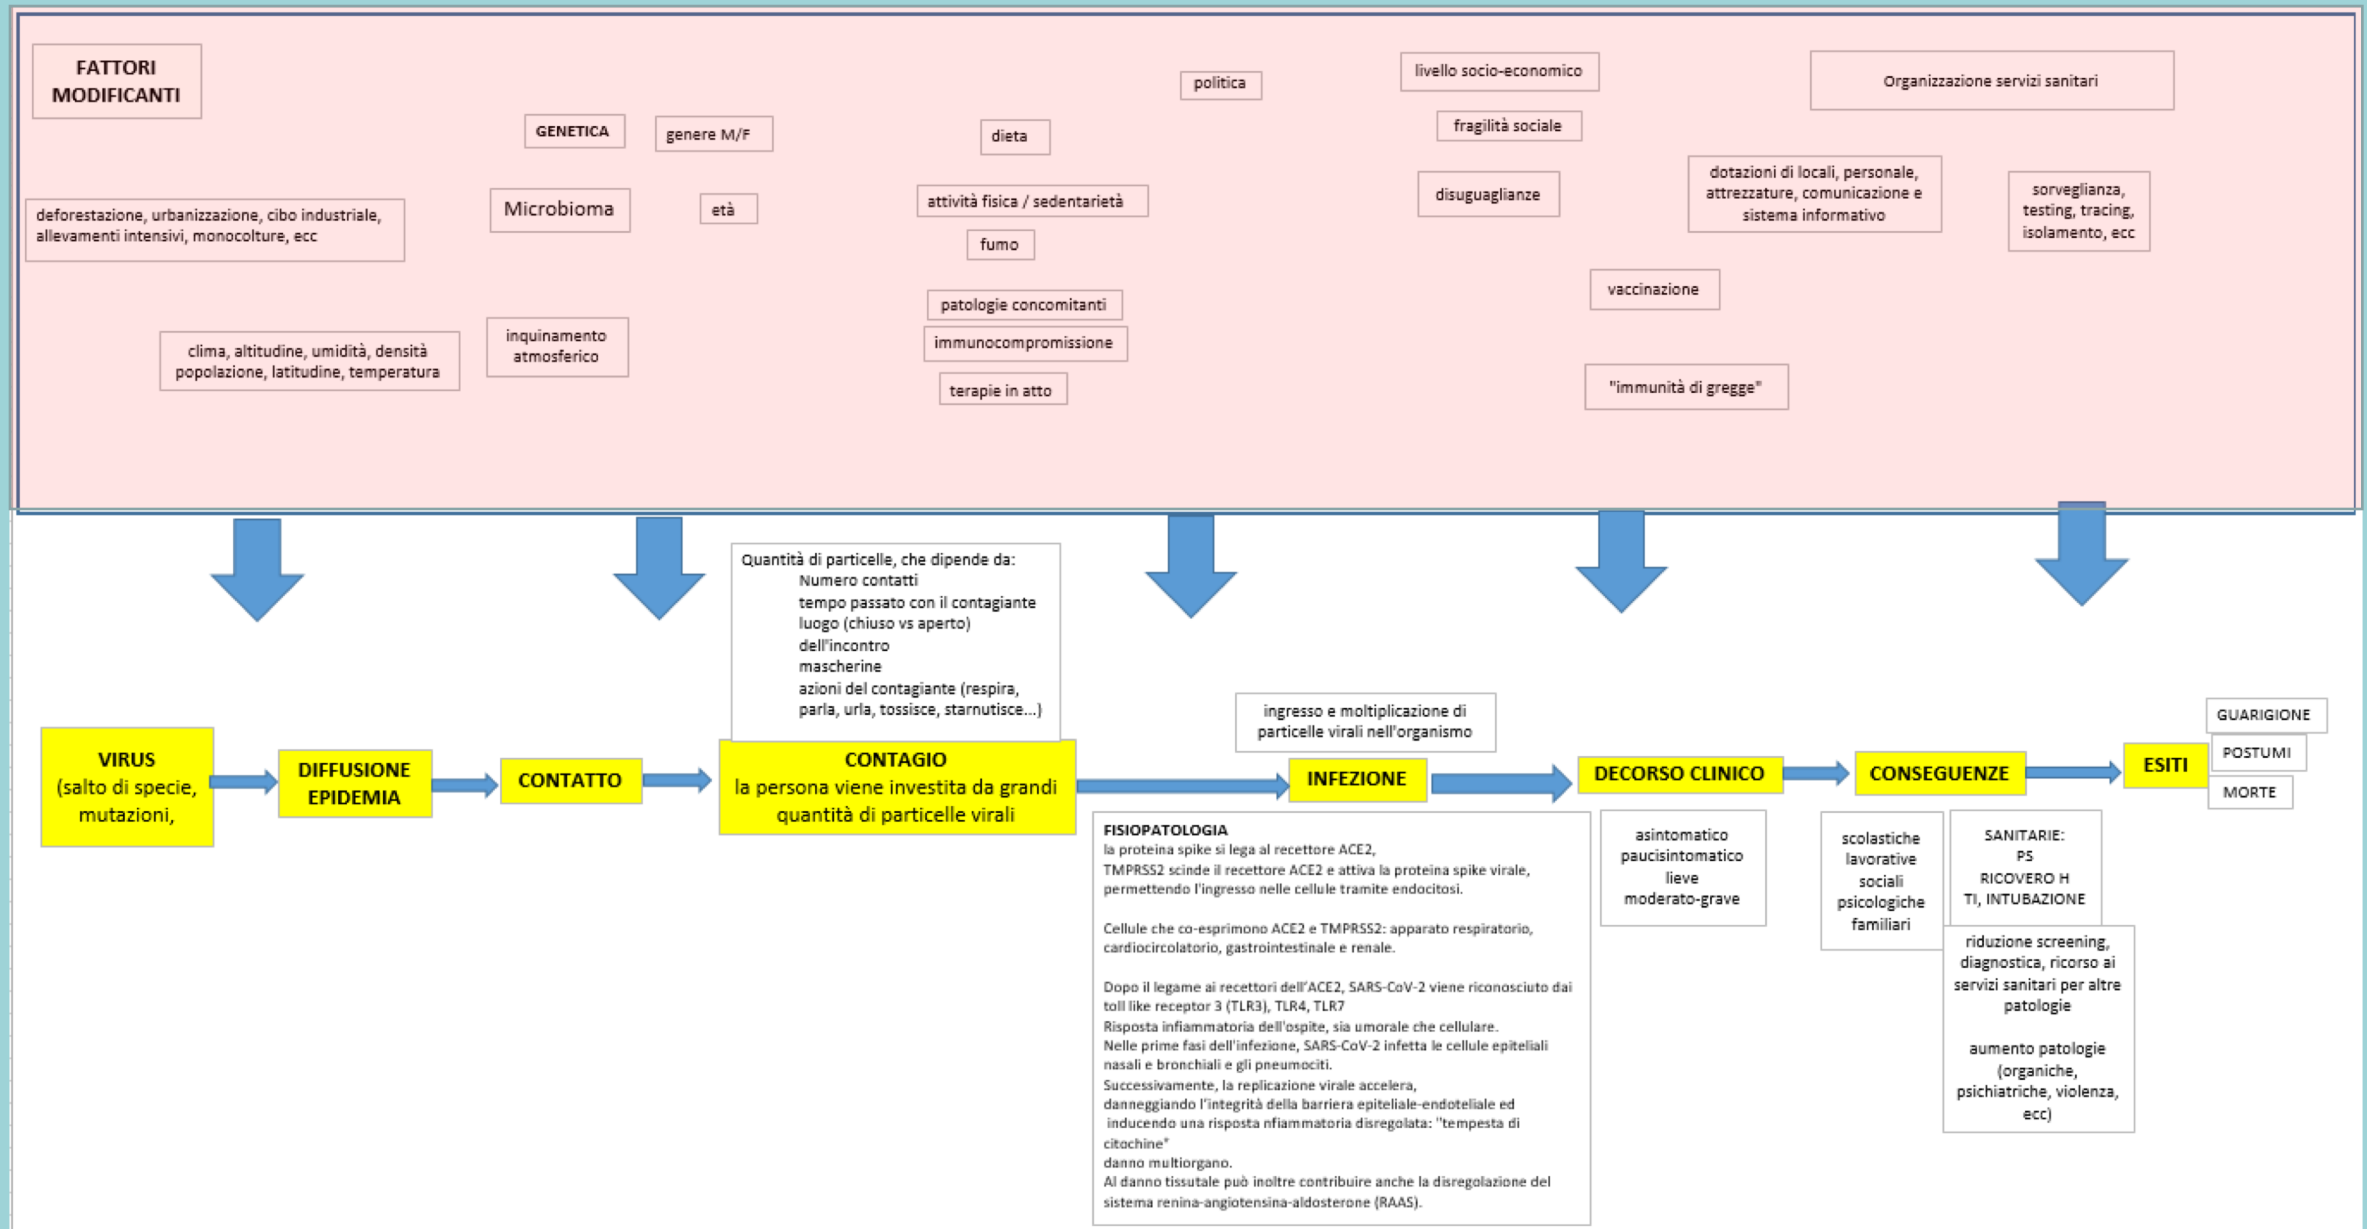 FATTORI
MODIFICANTI
politica
livello socio-economico
Organizzazione servizi sanitari
GENETICA
genere M/F
dieta
fragilità sociale
dotazioni di locali, personale,
attrezzature, comunicazione e
sistema informativo
sorveglianza,
testing, tracing,
isolamento, ecc
deforestazione, urbanizzazione, cibo industriale,
allevamenti intensivi, monocolture, ecc
Microbioma
età
attività fisica / sedentarietà
disuguaglianze
fumo
patologie concomitanti
vaccinazione
clima, altitudine, umidità, densità
popolazione, latitudine, temperatura
inquinamento
atmosferico
immunocompromissione
terapie in atto
"immunità di gregge"
Quantità di particelle, che dipende da:
Numero contatti
tempo passato con il contagiante
luogo (chiuso vs aperto)
dell'incontro
mascherine
azioni del contagiante (respira,
parla, urla, tossisce, starnutisce...)
VIRUS
(salto di specie,
mutazioni,
DIFFUSIONE
EPIDEMIA
CONTATTO
CONTAGIO
la persona viene investita da grandi
quantità di particelle virali
ingresso e moltiplicazione di
particelle virali nell'organismo
INFEZIONE
DECORSO CLINICO
CONSEGUENZE
ESITI
GUARIGIONE
POSTUMI
MORTE
FISIOPATOLOGIA
la proteina spike si lega al recettore ACE2,
TMPRSS2 scinde il recettore ACE2 e attiva la proteina spike virale,
permettendo l'ingresso nelle cellule tramite endocitosi.
Cellule che co-esprimono ACE2 e TMPRSS2: apparato respiratorio,
cardiocircolatorio, gastrointestinale e renale.
Dopo il legame ai recettori dell'ACE2, SARS-CoV-2 viene riconosciuto dai
toll like receptor 3 (TLR3), TLR4, TLR7
Risposta infiammatoria dell'ospite, sia umorale che cellulare.
Nelle prime fasi dell'infezione, SARS-CoV-2 infetta le cellule epiteliali
nasali e bronchiali e gli pneumociti.
Successivamente, la replicazione virale accelera,
danneggiando l'integrità della barriera epiteliale-endoteliale ed
inducendo una risposta nfiammatoria disregolata: "tempesta di
citochine"
danno multiorgano.
Al danno tissutale può inoltre contribuire anche la disregolazione del
sistema renina-angiotensina-aldosterone (RAAS).
asintomatico
paucisintomatico
lieve
moderato-grave
scolastiche
lavorative
sociali
psicologiche
familiari
SANITARIE:
PS
RICOVERO H
TI, INTUBAZIONE
riduzione screening,
diagnostica, ricorso ai
servizi sanitari per altre
patologie
aumento patologie
(organiche,
psichiatriche, violenza,
ecc)